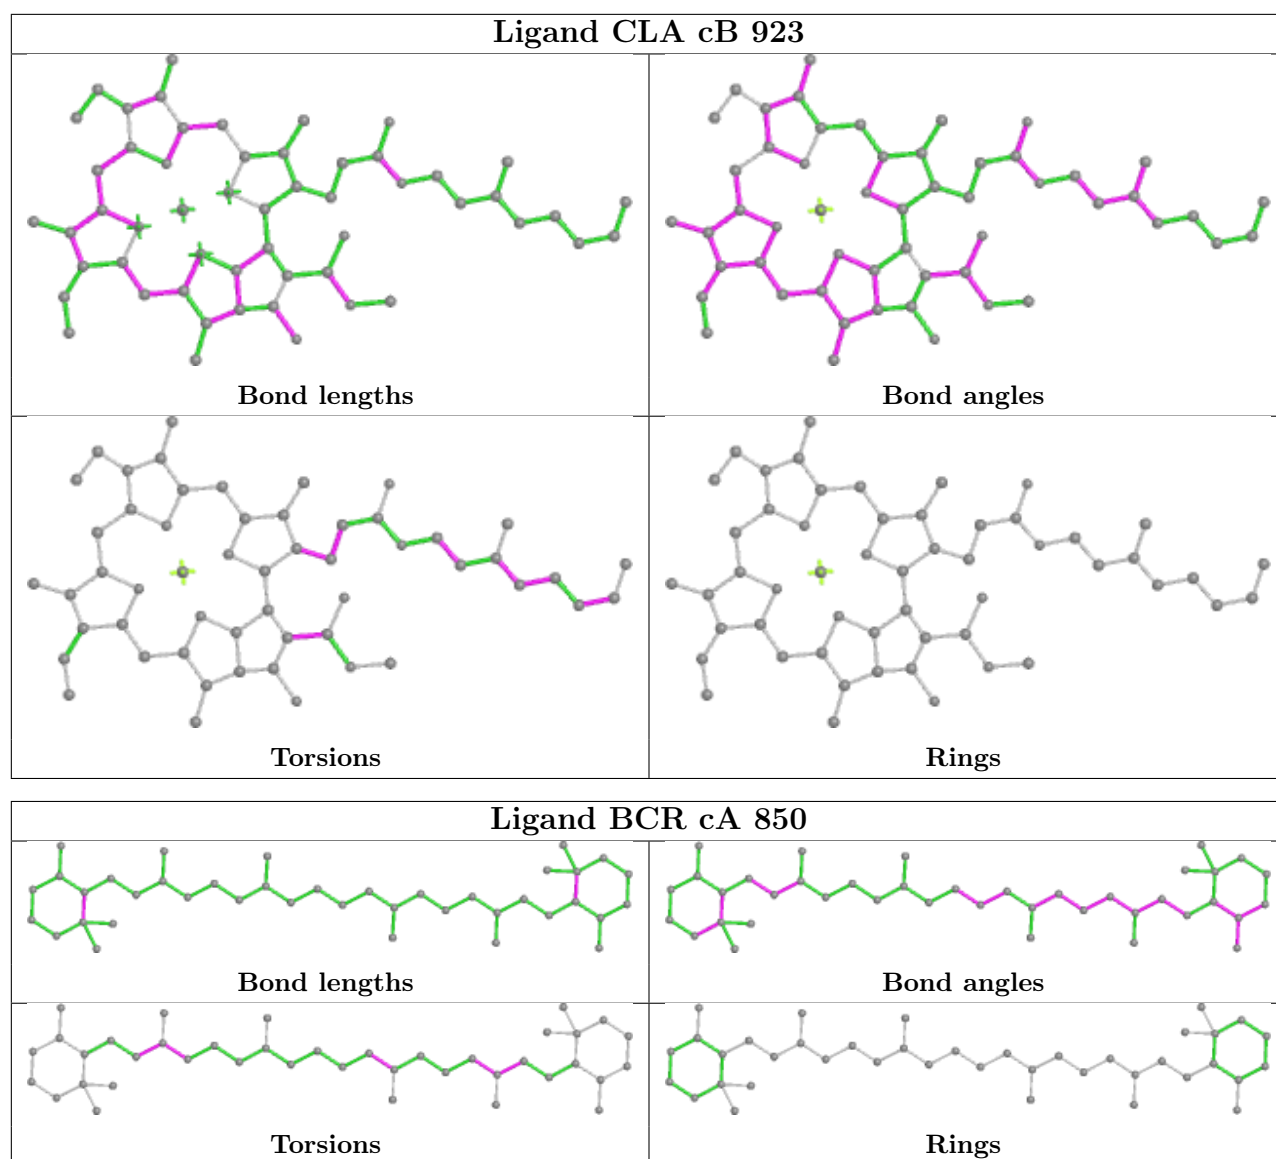 Ligand CLA cB 923
Bond lengths
Bond angles
Torsions
Rings
Ligand BCR cA 850
Bond lengths
Bond angles
Torsions
Rings